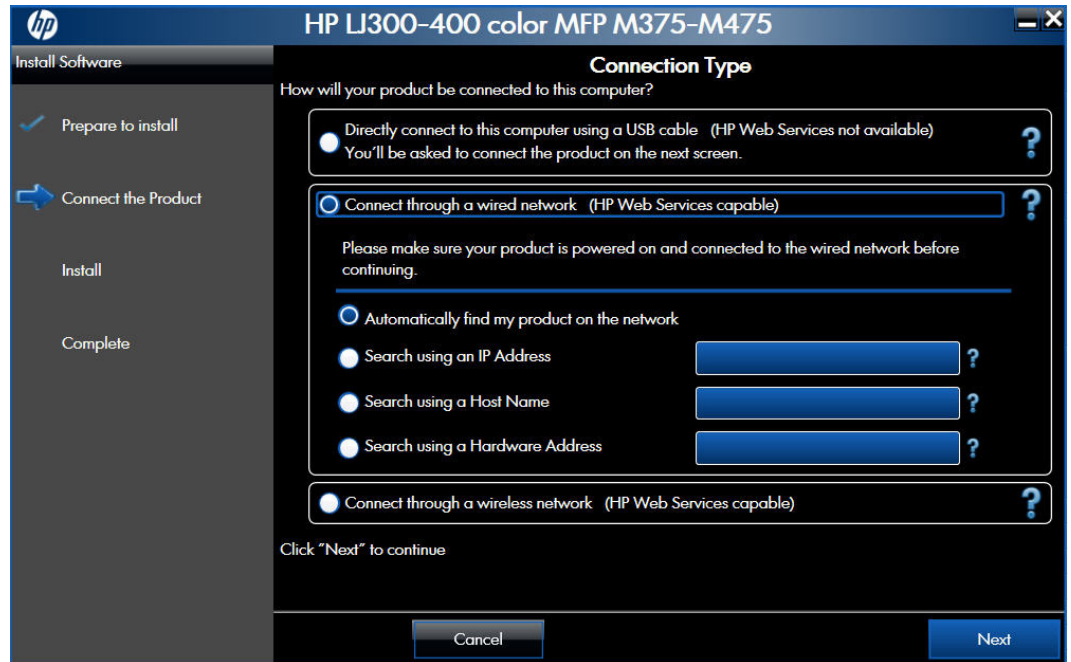 hp
HP LJ300-400 color MFP M375-M475
Install Software
Prepare to install
Connect the Product
Install
Complete
Connection Type
How will your product be connected to this computer?
Directly connect to this computer using a USB cable (HP Web Services not available)
You'll be asked to connect the product on the next screen.
?
Connect through a wired network (HP Web Services capable)
?
Please make sure your product is powered on and connected to the wired network before
continuing.
Automatically find my product on the network
Search using an IP Address
?
Search using a Host Name
?
Search using a Hardware Address
?
Connect through a wireless network (HP Web Services capable)
?
Click "Next" to continue
Cancel
Next